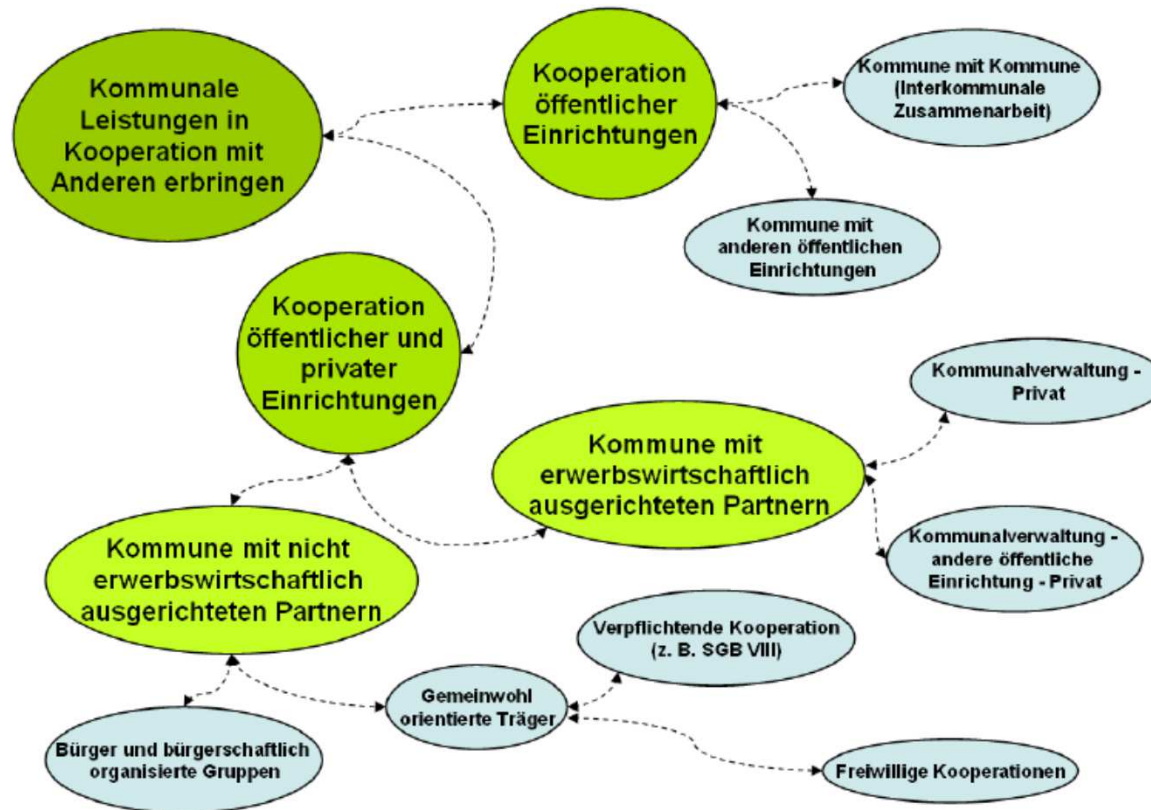 Kommunale
Leistungen in
Kooperation mit
Anderen erbringen
Kooperation
öffentlicher
Einrichtungen
Kommune mit Kommune
(Interkommunale
Zusammenarbeit)
Kommune mit
anderen öffentlichen
Einrichtungen
Kooperation
öffentlicher und
privater
Einrichtungen
Kommunalverwaltung -
Privat
Kommune mit
erwerbswirtschaftlich
ausgerichteten Partnern
Kommunalverwaltung -
andere öffentliche
Einrichtung - Privat
Kommune mit nicht
erwerbswirtschaftlich
ausgerichteten Partnern
Verpflichtende Kooperation
(z. B. SGB VIII)
Gemeinwohl
orientierte Träger
Bürger und bürgerschaftlich
organisierte Gruppen
Freiwillige Kooperationen